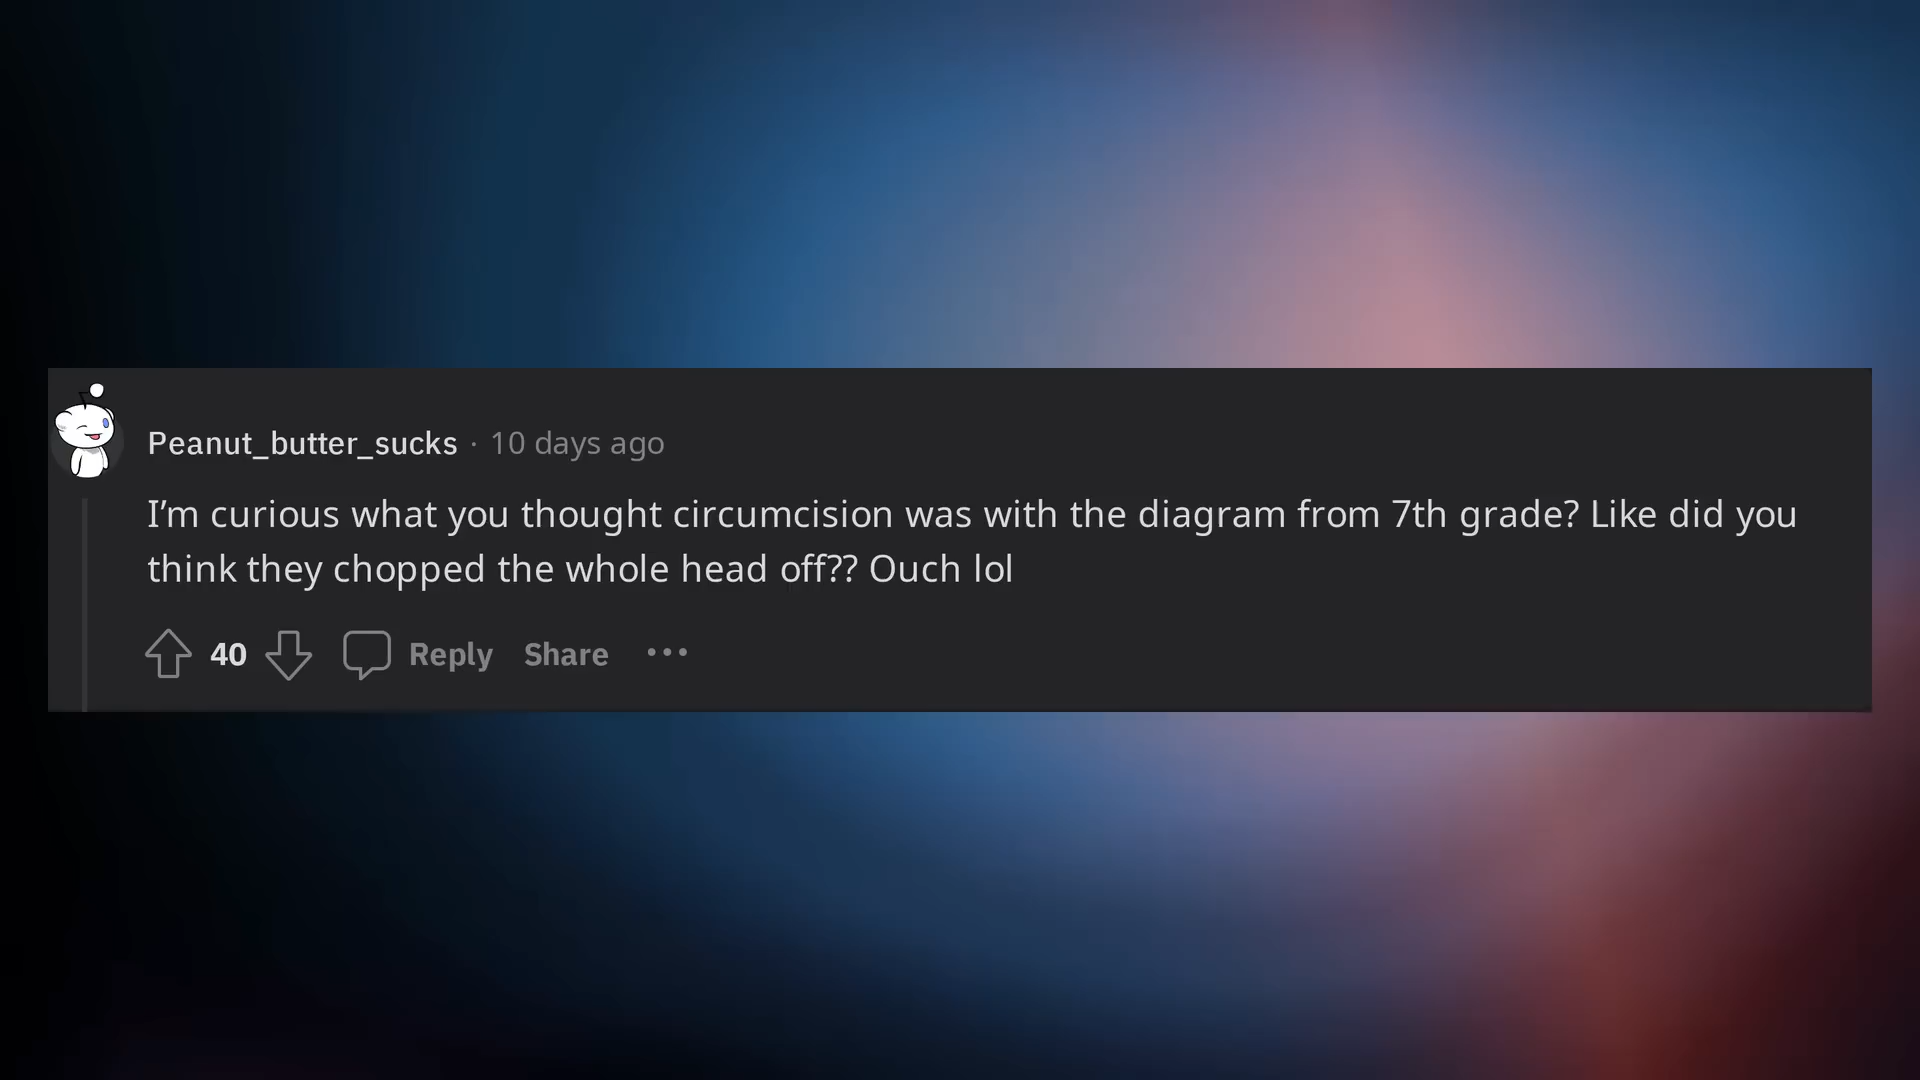 Peanut_butter_sucks · 10 days ago
I’m curious what you thought circumcision was with the diagram from 7th grade? Like did you
think they chopped the whole head off?? Ouch lol
40 Reply Share ···